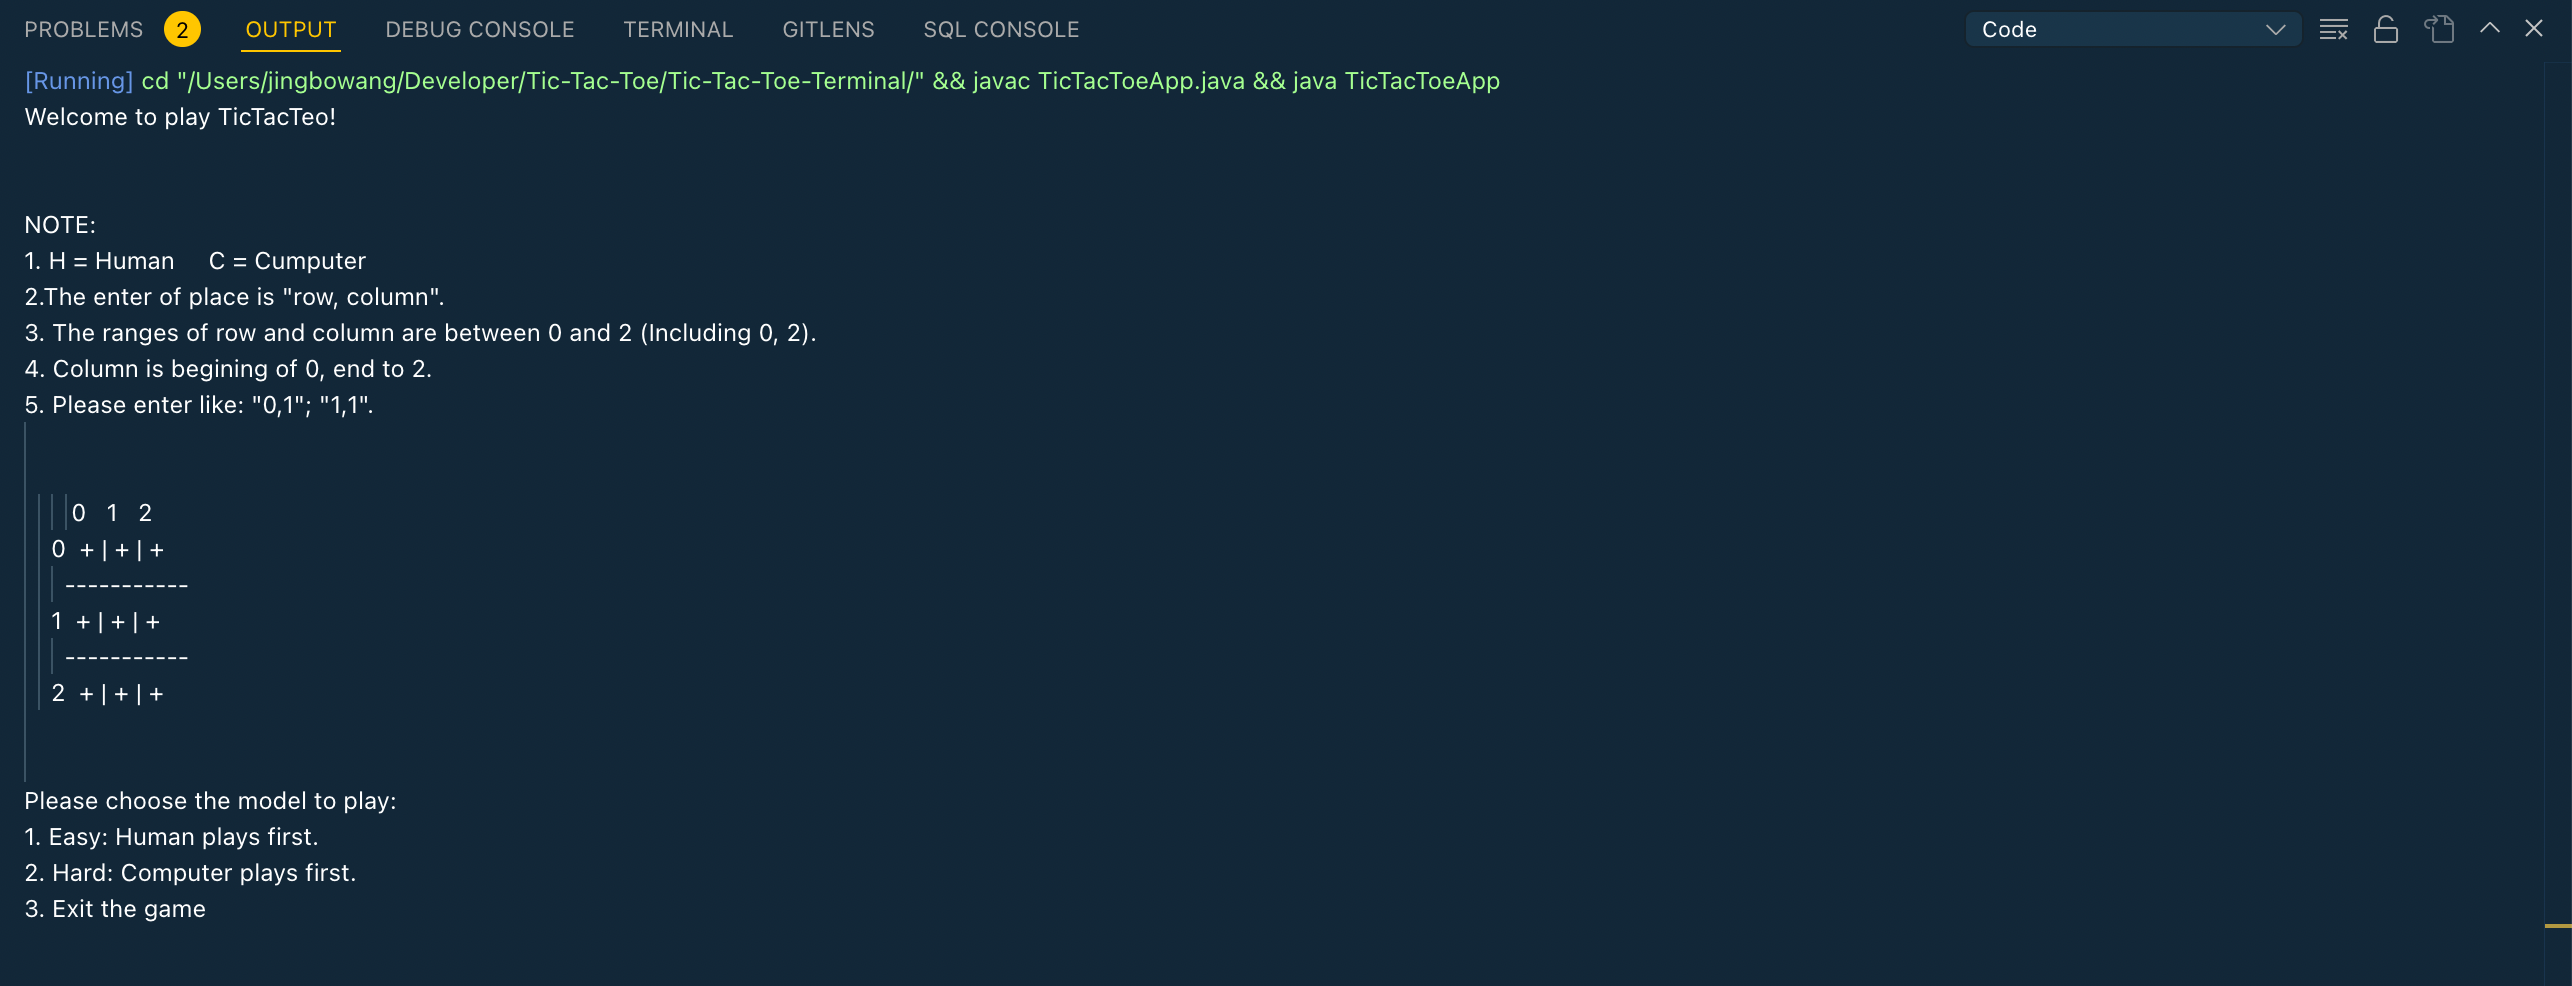 PROBLEMS 2 OUTPUT DEBUG CONSOLE TERMINAL GITLENS SQL CONSOLE Code
[Running] cd "/Users/jingbowang/Developer/Tic-Tac-Toe/Tic-Tac-Toe-Terminal/" && javac TicTacToeApp.java && java TicTacToeApp
Welcome to play TicTacTeo!
NOTE:
1. H = Human     C = Cumputer
2.The enter of place is "row, column".
3. The ranges of row and column are between 0 and 2 (Including 0, 2).
4. Column is begining of 0, end to 2.
5. Please enter like: "0,1"; "1,1".
0 1 2
0 + | + | +
-----------
1 + | + | +
-----------
2 + | + | +
Please choose the model to play:
1. Easy: Human plays first.
2. Hard: Computer plays first.
3. Exit the game